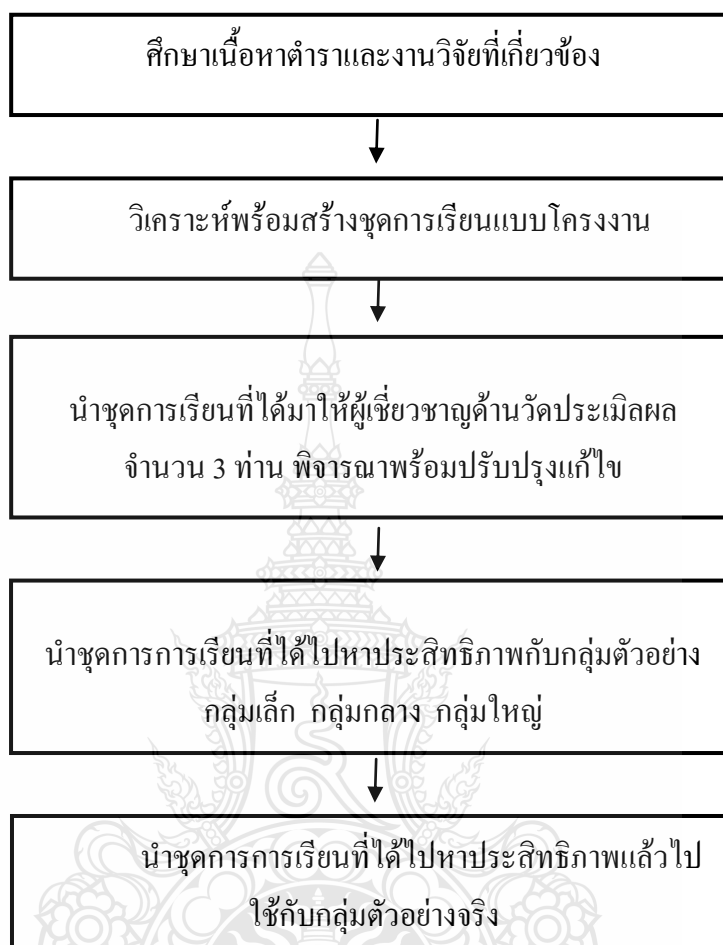 ศึกษาเนื้อหาตำราและงานวิจัยที่เกี่ยวข้อง
วิเคราะห์พร้อมสร้างชุดการเรียนแบบโครงงาน
นำชุดการเรียนที่ได้มาให้ผู้เชี่ยวชาญด้านวัดประเมิลผล
จำนวน 3 ท่าน พิจารณาพร้อมปรับปรุงแก้ไข
นำชุดการการเรียนที่ได้ไปหาประสิทธิภาพกับกลุ่มตัวอย่าง
กลุ่มเล็ก กลุ่มกลาง กลุ่มใหญ่
นำชุดการการเรียนที่ได้ไปหาประสิทธิภาพแล้วไป
ใช้กับกลุ่มตัวอย่างจริง